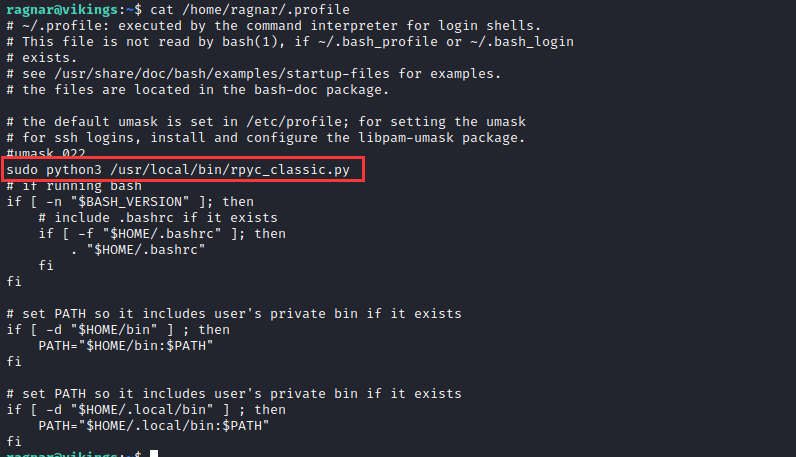 ragnar@vikings:~$ cat /home/ragnar/.profile
# ~/.profile: executed by the command interpreter for login shells.
# This file is not read by bash(1), if ~/.bash_profile or ~/.bash_login
# exists.
# see /usr/share/doc/bash/examples/startup-files for examples.
# the files are located in the bash-doc package.
# the default umask is set in /etc/profile; for setting the umask
# for ssh logins, install and configure the libpam-umask package.
#umask 022
sudo python3 /usr/local/bin/rpyc_classic.py
# if running bash
if [ -n "$BASH_VERSION" ]; then
    # include .bashrc if it exists
    if [ -f "$HOME/.bashrc" ]; then
        . "$HOME/.bashrc"
    fi
fi
# set PATH so it includes user's private bin if it exists
if [ -d "$HOME/bin" ] ; then
    PATH="$HOME/bin:$PATH"
fi
# set PATH so it includes user's private bin if it exists
if [ -d "$HOME/.local/bin" ] ; then
    PATH="$HOME/.local/bin:$PATH"
fi
ragnar@vikings:~$